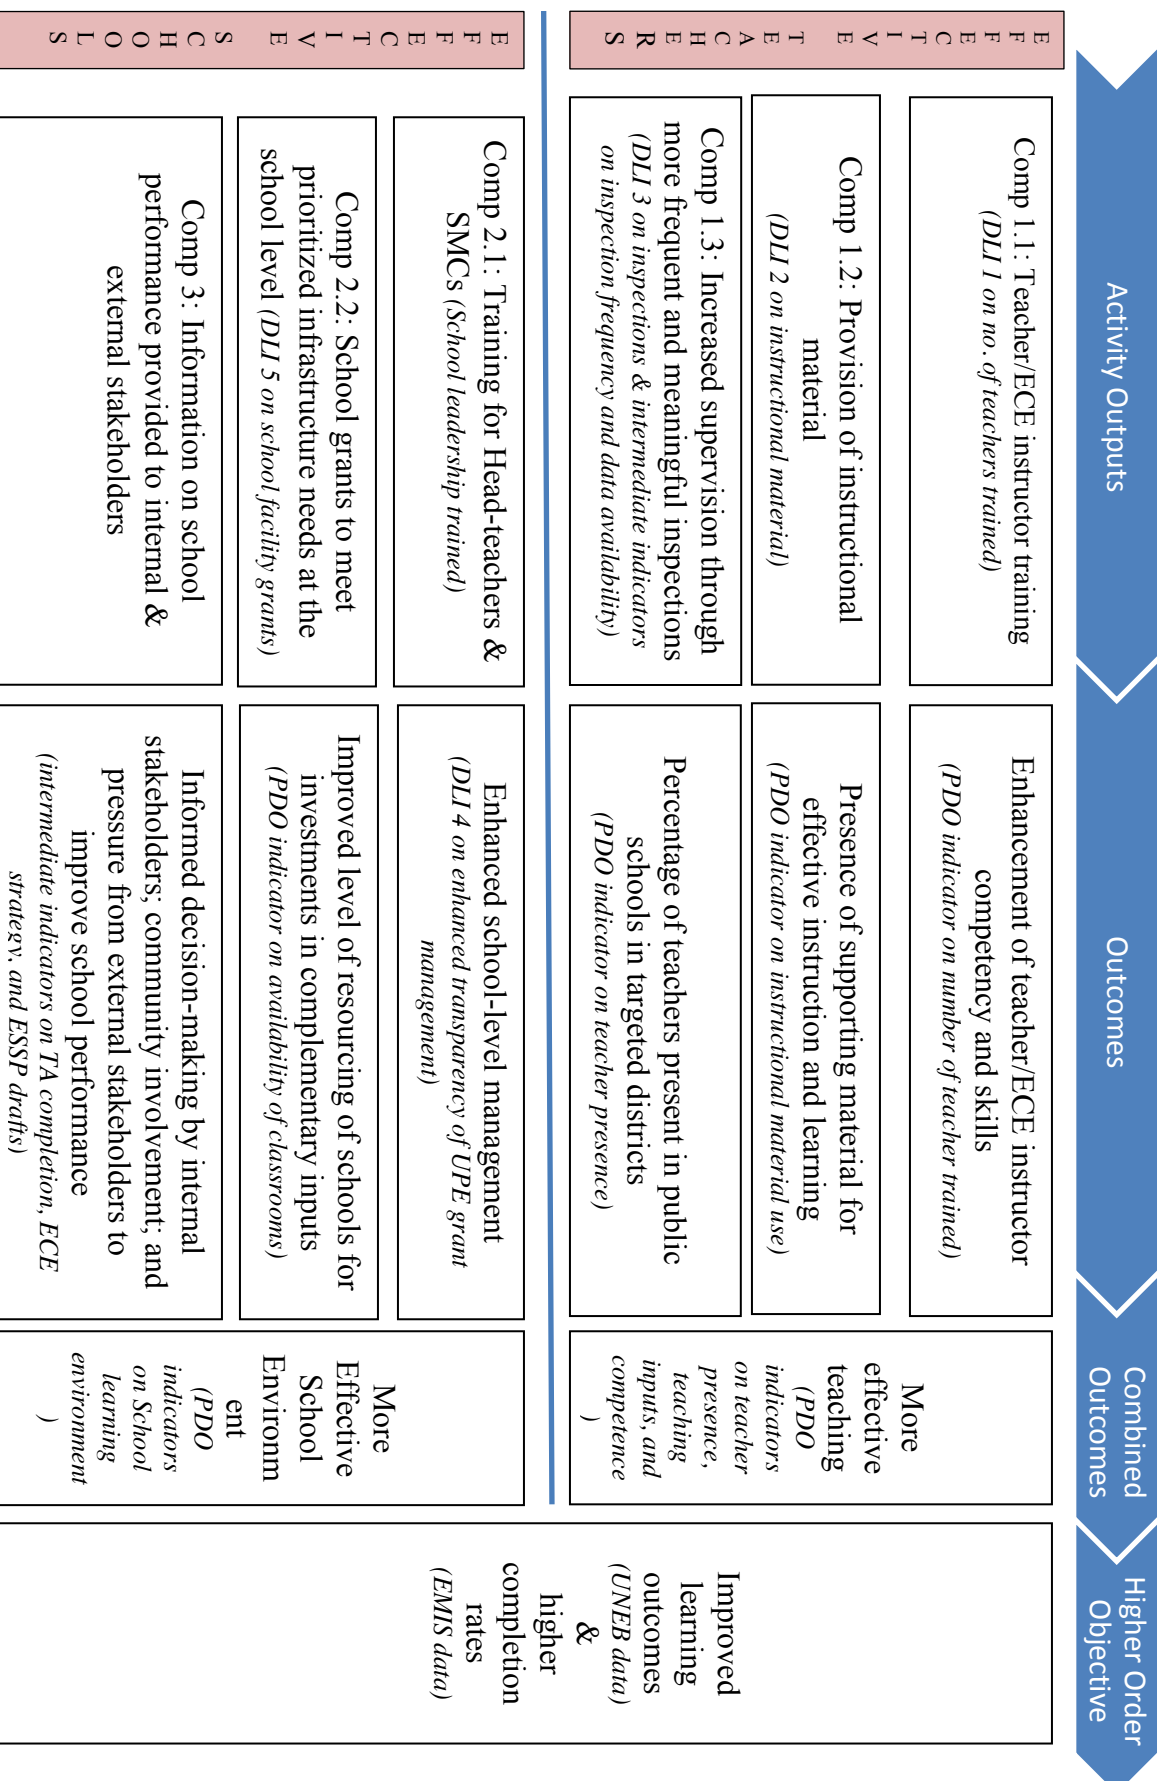 Activity Outputs
Outcomes
Combined
Outcomes
Higher Order
Objective
E F F E C T I V E T E A C H E R S
Comp 1.1: Teacher/ECE instructor training
(DLI 1 on no. of teachers trained)
Enhancement of teacher/ECE instructor
competency and skills
(PDO indicator on number of teacher trained)
Comp 1.2: Provision of instructional
material
(DLI 2 on instructional material)
Presence of supporting material for
effective instruction and learning
(PDO indicator on instructional material use)
Comp 1.3: Increased supervision through
more frequent and meaningful inspections
(DLI 3 on inspections & intermediate indicators
on inspection frequency and data availability)
Percentage of teachers present in public
schools in targeted districts
(PDO indicator on teacher presence)
More
effective
teaching
(PDO
indicators
on teacher
presence,
teaching
inputs, and
competence
)
E F F E C T I V E S C H O O L S
Comp 2.1: Training for Head-teachers &
SMCs (School leadership trained)
Enhanced school-level management
(DLI 4 on enhanced transparency of UPE grant
management)
Comp 2.2: School grants to meet
prioritized infrastructure needs at the
school level (DLI 5 on school facility grants)
Improved level of resourcing of schools for
investments in complementary inputs
(PDO indicator on availability of classrooms)
Comp 3: Information on school
performance provided to internal &
external stakeholders
Informed decision-making by internal
stakeholders; community involvement; and
pressure from external stakeholders to
improve school performance
(intermediate indicators on TA completion, ECE
strategy, and ESSP drafts)
More
Effective
School
Environm
ent
(PDO
indicators
on School
learning
environment
)
Improved
learning
outcomes
(UNEB data)
&
higher
completion
rates
(EMIS data)